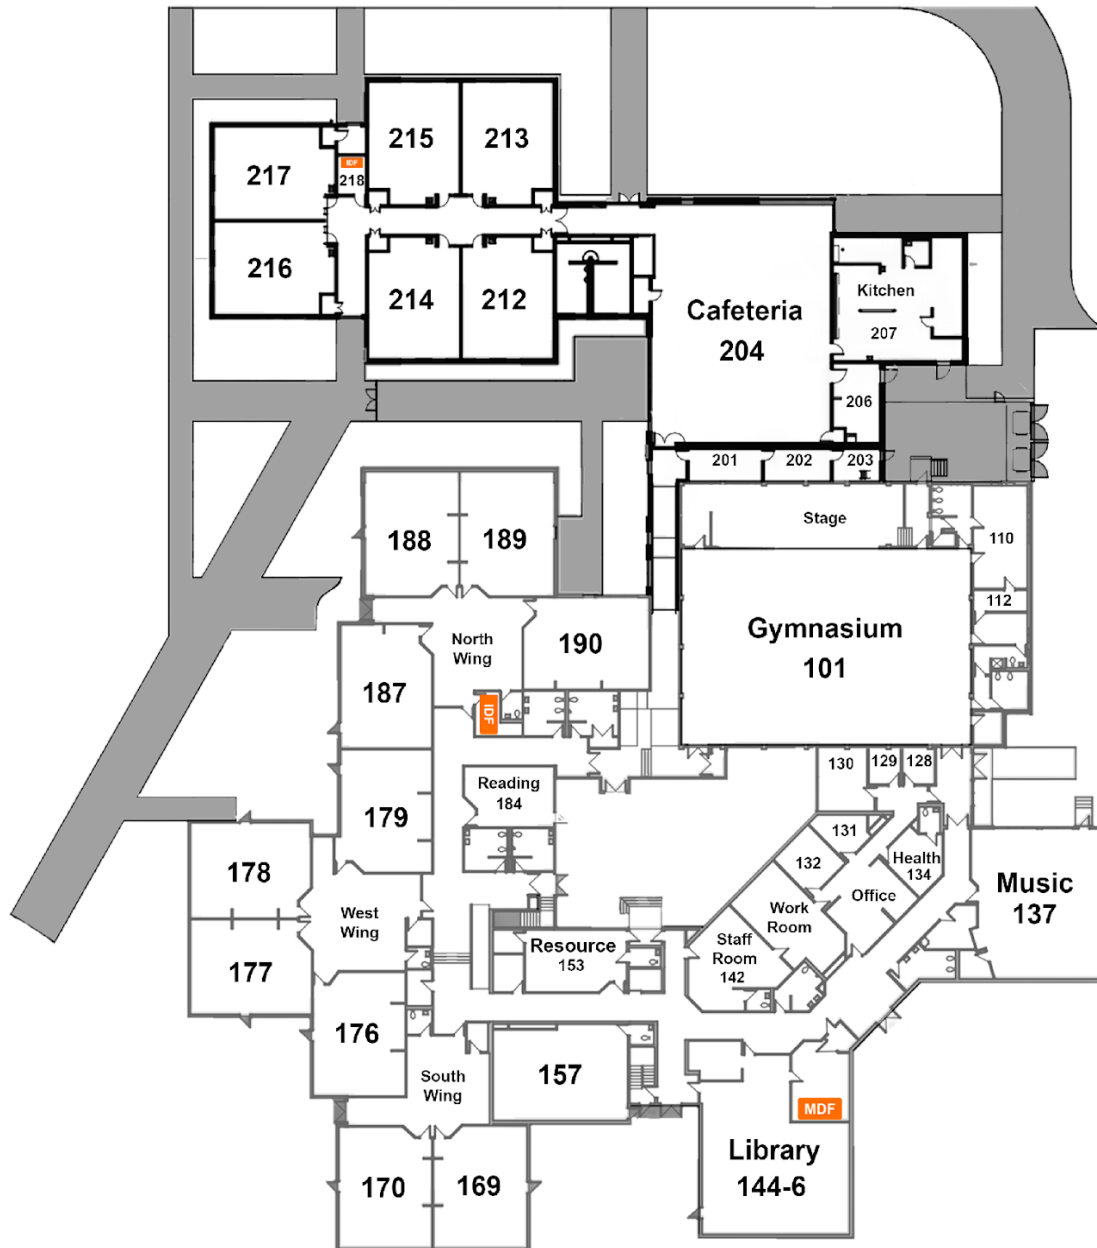 215
213
IDF
218
217
216
214
212
Cafeteria
204
Kitchen
207
206
201
202
203
Stage
188
189
110
112
Gymnasium
101
North
Wing
190
187
IDF
130
129
128
Reading
184
179
131
132
Health
134
178
Music
137
Office
West
Wing
Work
Room
Staff
Room
142
Resource
153
177
176
157
South
Wing
MDF
Library
144-6
170
169